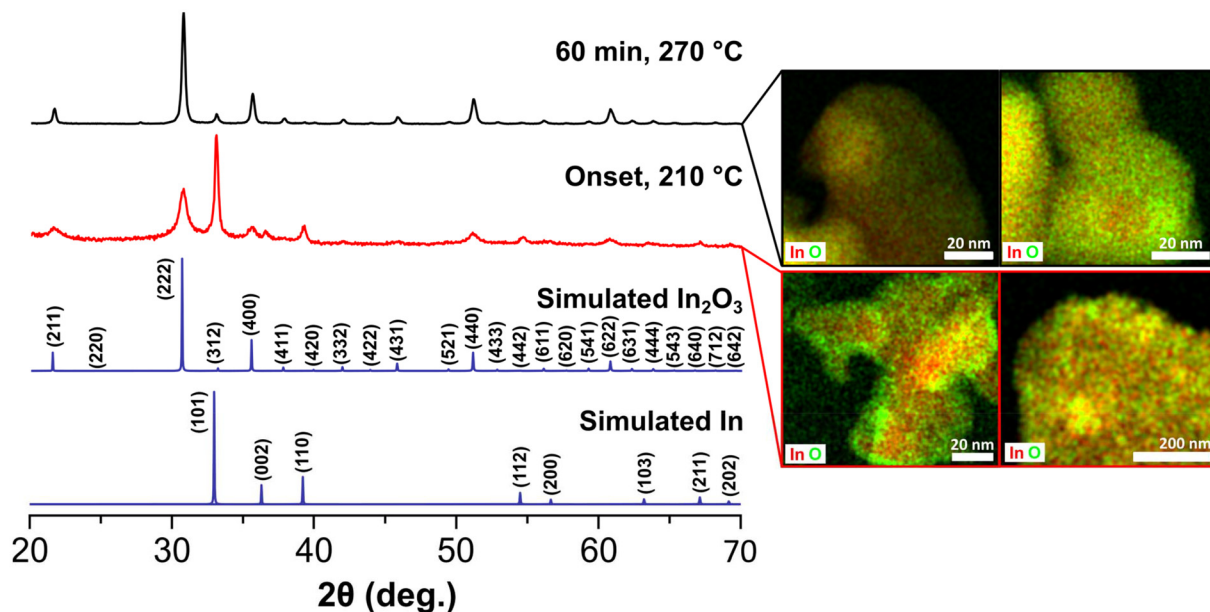 60 min, 270 °C
Onset, 210 °C
Simulated In₂O₃
(211)
(220)
(222)
(312)
(400)
(411)
(420)
(332)
(422)
(431)
(521)
(440)
(433)
(442)
(611)
(620)
(541)
(622)
(631)
(444)
(543)
(640)
(712)
(642)
Simulated In
(101)
(002)
(110)
(112)
(200)
(103)
(211)
(202)
20 30 40 50 60 70
2θ (deg.)
In O
20 nm
In O
20 nm
In O
20 nm
In O
200 nm